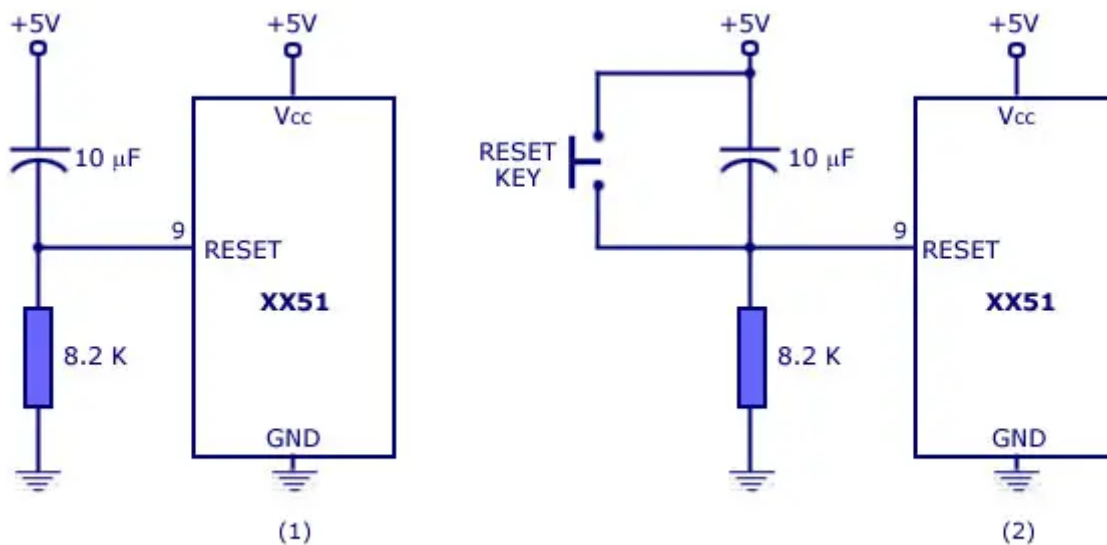 +5V
+5V
Vcc
10 μF
9
RESET
XX51
8.2 K
GND
(1)
+5V
+5V
Vcc
RESET
KEY
10 μF
9
RESET
XX51
8.2 K
GND
(2)